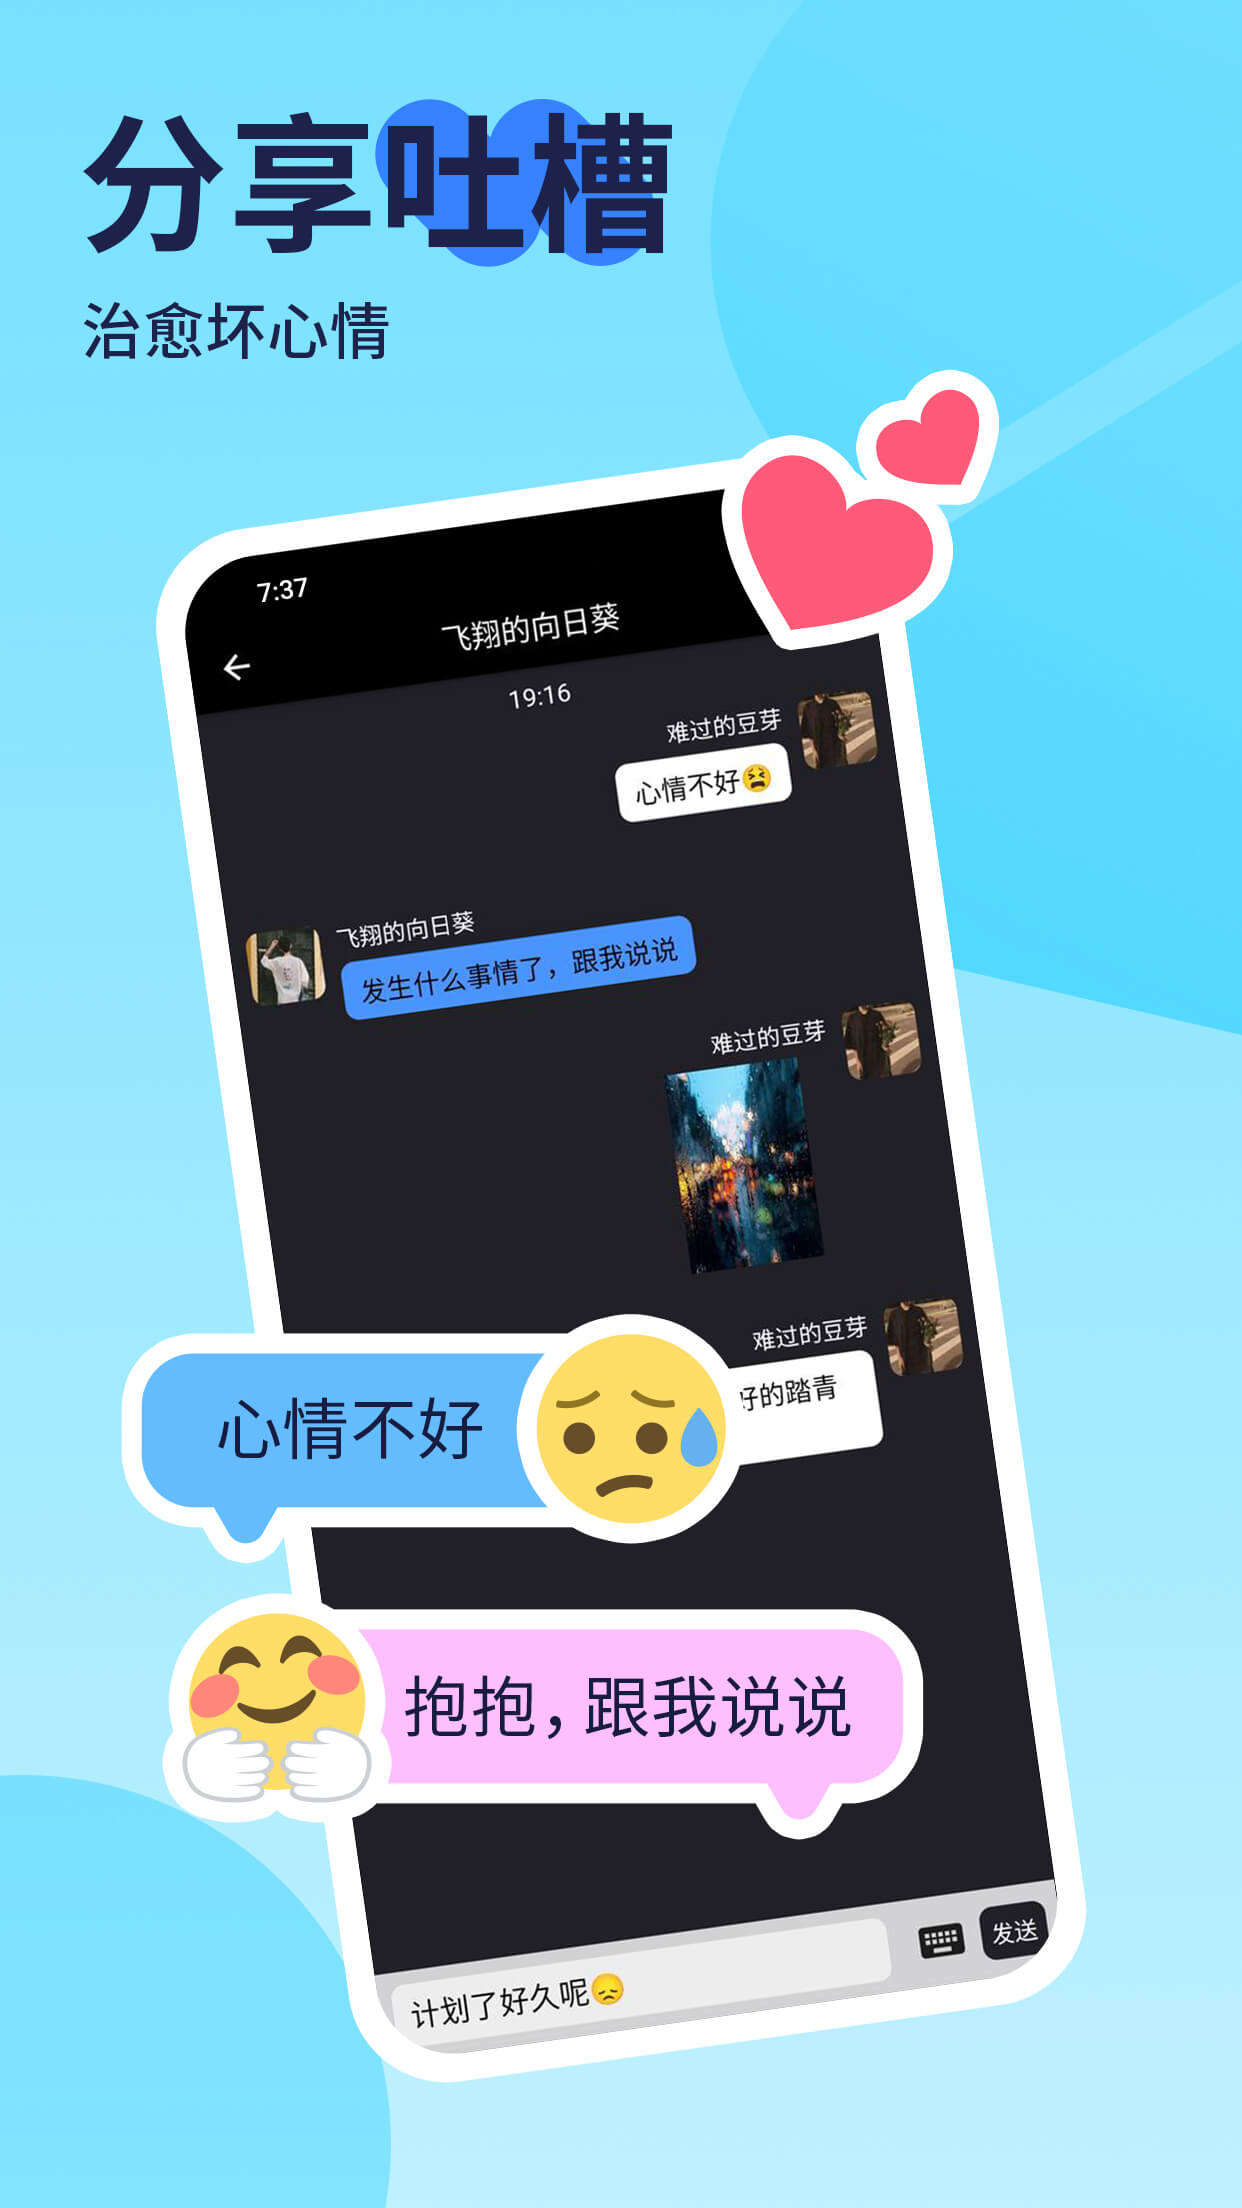 分享吐槽
治愈坏心情
7:37
飞翔的向日葵
19:16
难过的豆芽
心情不好😫
飞翔的向日葵
发生什么事情了，跟我说说
难过的豆芽
难过的豆芽
好的踏青
心情不好
抱抱，跟我说说
计划了好久呢😞
发送